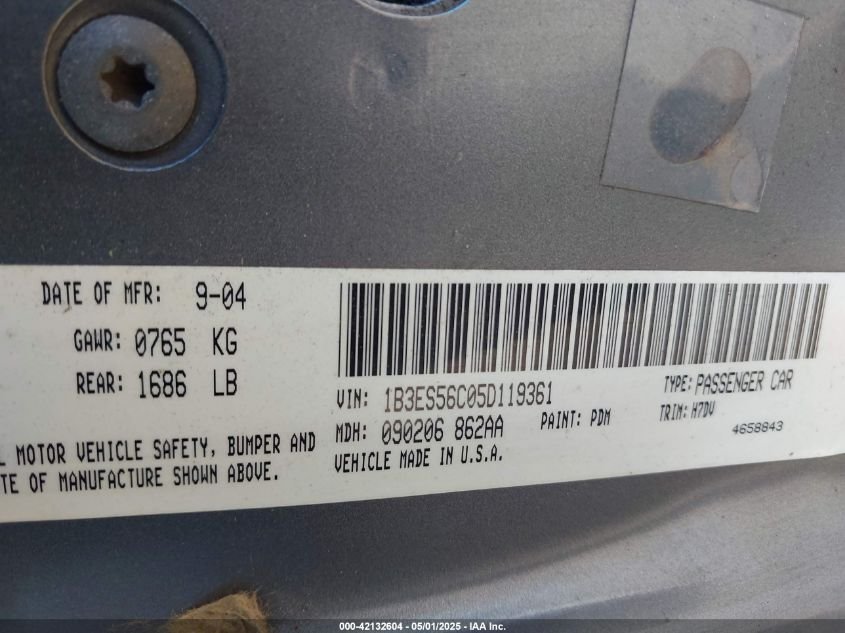 DATE OF MFR: 9-04
GAWR: 0765 KG
REAR: 1686 LB
MOTOR VEHICLE SAFETY, BUMPER AND
OF MANUFACTURE SHOWN ABOVE.
VIN: 1B3ES56C05D119361
TYPE: PASSENGER CAR
MDH: 090206 862AA
PAINT: PDM
TRIM: H7DV
VEHICLE MADE IN U.S.A.
4658843
000-42132604 - 05/01/2025 - IAA Inc.